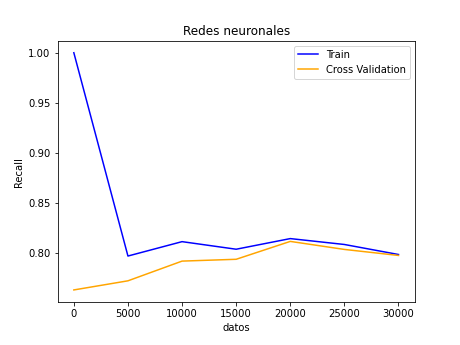 Redes neuronales
Train
Cross Validation
1.00
0.95
0.90
0.85
0.80
Recall
0 5000 10000 15000 20000 25000 30000
datos